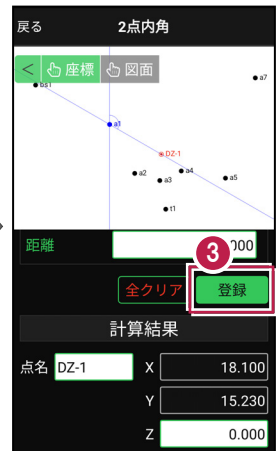 戻る 2点内角
< 座標 図面
bs1
a7
a1
DZ-1
a2 a4
a3 a5
t1
距離 000
3
全クリア 登録
計算結果
点名 DZ-1 X 18.100
Y 15.230
Z 0.000